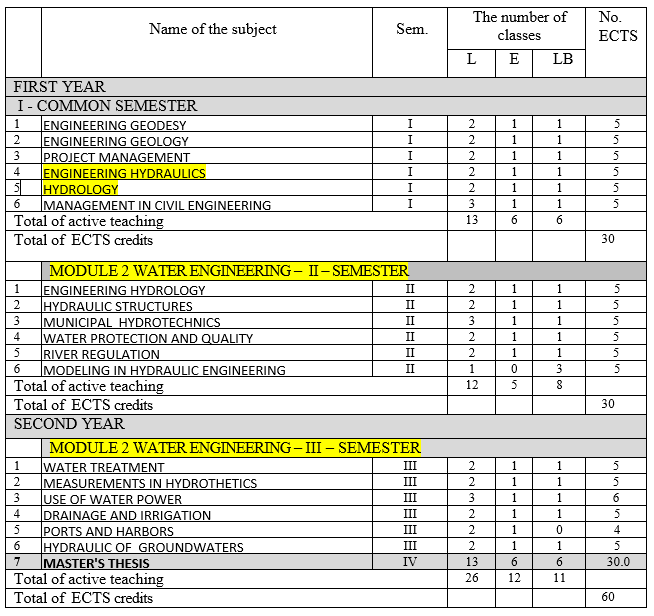 Name of the subject Sem. The number of classes No. ECTS
L E LB
FIRST YEAR
I - COMMON SEMESTER
1 ENGINEERING GEODESY I 2 1 1 5
2 ENGINEERING GEOLOGY I 2 1 1 5
3 PROJECT MANAGEMENT I 2 1 1 5
4 ENGINEERING HYDRAULICS I 2 1 1 5
5 HYDROLOGY I 2 1 1 5
6 MANAGEMENT IN CIVIL ENGINEERING I 3 1 1 5
Total of active teaching 13 6 6
Total of ECTS credits 30
MODULE 2 WATER ENGINEERING – II – SEMESTER
1 ENGINEERING HYDROLOGY II 2 1 1 5
2 HYDRAULIC STRUCTURES II 2 1 1 5
3 MUNICIPAL HYDROTECHNICS II 3 1 1 5
4 WATER PROTECTION AND QUALITY II 2 1 1 5
5 RIVER REGULATION II 2 1 1 5
6 MODELING IN HYDRAULIC ENGINEERING II 1 0 3 5
Total of active teaching 12 5 8
Total of ECTS credits 30
SECOND YEAR
MODULE 2 WATER ENGINEERING – III – SEMESTER
1 WATER TREATMENT III 2 1 1 5
2 MEASUREMENTS IN HYDROTHETICS III 2 1 1 5
3 USE OF WATER POWER III 3 1 1 6
4 DRAINAGE AND IRRIGATION III 2 1 1 5
5 PORTS AND HARBORS III 2 1 0 4
6 HYDRAULIC OF GROUNDWATERS III 2 1 1 5
7 MASTER'S THESIS IV 13 6 6 30.0
Total of active teaching 26 12 11
Total of ECTS credits 60